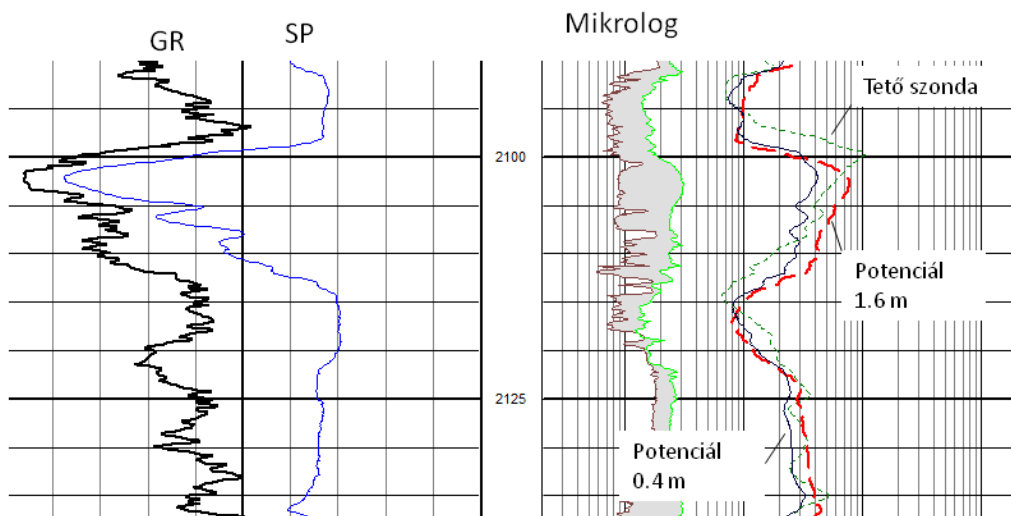 Mikrolog
GR
SP
Tető szonda
2100
Potenciál
1.6 m
2125
Potenciál
0.4 m